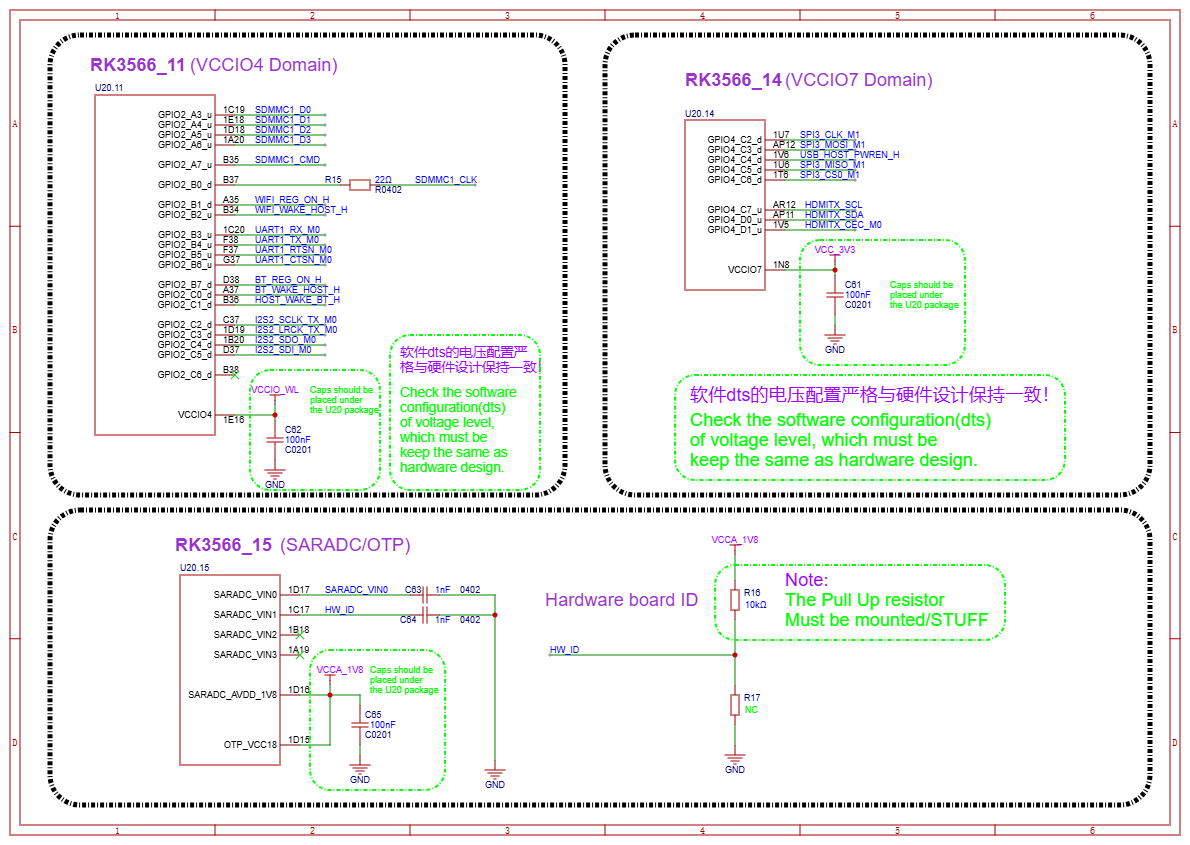 1 2 3 4 5 6
RK3566_11 (VCCIO4 Domain)
U20.11
GPIO2_A3_u 1C19 SDMMC1_D0
GPIO2_A4_u 1E18 SDMMC1_D1
GPIO2_A5_u 1D18 SDMMC1_D2
GPIO2_A6_u 1A20 SDMMC1_D3
GPIO2_A7_u B35 SDMMC1_CMD
GPIO2_B0_d B37 R15 22Ω R0402 SDMMC1_CLK
GPIO2_B1_d A35 WIFI_REG_ON_H
GPIO2_B2_u B34 WIFI_WAKE_HOST_H
GPIO2_B3_u 1C20 UART1_RX_M0
GPIO2_B4_u F38 UART1_TX_M0
GPIO2_B5_u F37 UART1_RTSN_M0
GPIO2_B6_u G37 UART1_CTSN_M0
GPIO2_B7_d D38 BT_REG_ON_H
GPIO2_C0_d A37 BT_WAKE_HOST_H
GPIO2_C1_d B36 HOST_WAKE_BT_H
GPIO2_C2_d C37 I2S2_SCLK_TX_M0
GPIO2_C3_d 1D19 I2S2_LRCK_TX_M0
GPIO2_C4_d 1B20 I2S2_SDO_M0
GPIO2_C5_d D37 I2S2_SDI_M0
GPIO2_C6_d B38
VCCIO4 1E16
VCCIO_WL
Caps should be
placed under
the U20 package
C62
100nF
C0201
GND
软件dts的电压配置严
格与硬件设计保持一致!
Check the software
configuration(dts)
of voltage level,
which must be
keep the same as
hardware design.
RK3566_14 (VCCIO7 Domain)
U20.14
GPIO4_C2_d 1U7 SPI3_CLK_M1
GPIO4_C3_d AP12 SPI3_MOSI_M1
GPIO4_C4_d 1V6 USB_HOST_PWREN_H
GPIO4_C5_d 1U6 SPI3_MISO_M1
GPIO4_C6_d 1T6 SPI3_CS0_M1
GPIO4_C7_u AR12 HDMITX_SCL
GPIO4_D0_u AP11 HDMITX_SDA
GPIO4_D1_u 1V5 HDMITX_CEC_M0
VCCIO7 1N8
VCC_3V3
C61
100nF
C0201
GND
Caps should be
placed under
the U20 package
软件dts的电压配置严格与硬件设计保持一致！
Check the software configuration(dts)
of voltage level, which must be
keep the same as hardware design.
RK3566_15 (SARADC/OTP)
U20.15
SARADC_VIN0 1D17 SARADC_VIN0 C63 1nF 0402
SARADC_VIN1 1C17 HW_ID C64 1nF 0402
SARADC_VIN2 1B18
SARADC_VIN3 1A19
SARADC_AVDD_1V8 1D16
OTP_VCC18 1D15
VCCA_1V8
Caps should be
placed under
the U20 package
C65
100nF
C0201
GND
GND
Hardware board ID
VCCA_1V8
R16
10kΩ
Note:
The Pull Up resistor
Must be mounted/STUFF
HW_ID
R17
NC
GND
A A
B B
C C
D D
1 2 3 4 5 6